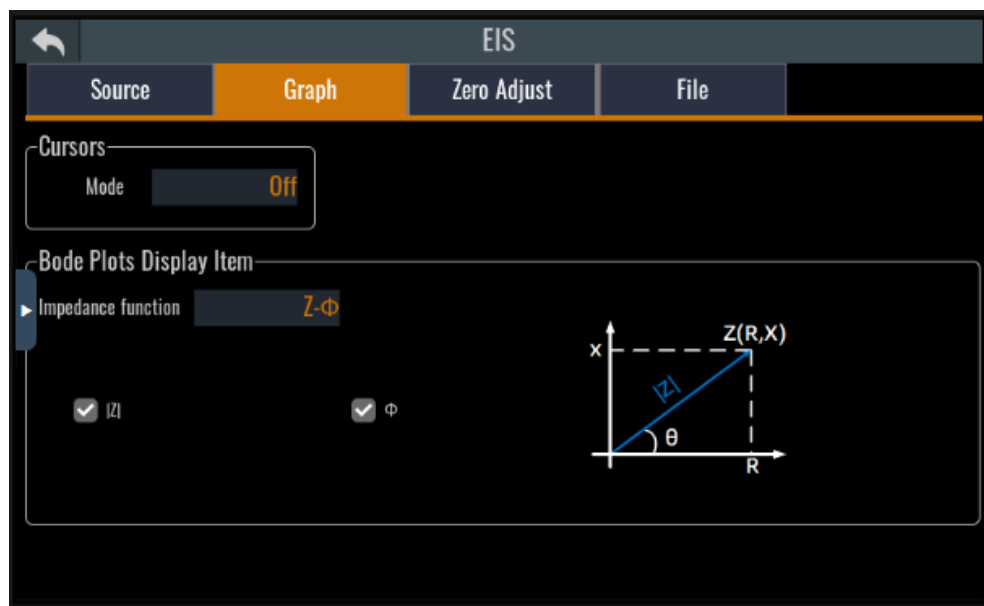 EIS
Source Graph Zero Adjust File
Cursors
Mode Off
Bode Plots Display Item
Impedance function Z-Φ
|Z| Φ
Z(R,X)
X
|Z|
θ
R